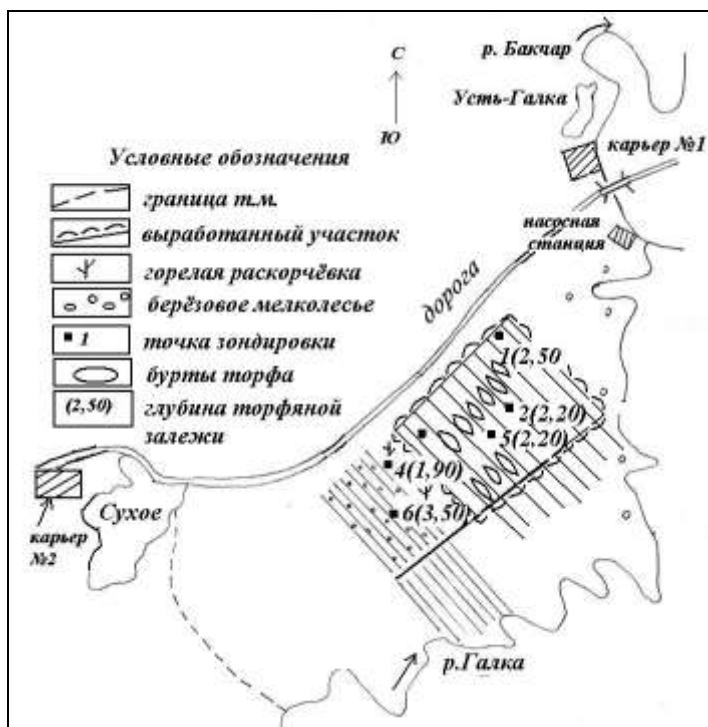 р. Бакчар
С
Усть-Галка
Ю
карьер №1
Условные обозначения
граница т.м.
выработанный участок
насосная
станция
горелая раскорчёвка
дорога
берёзовое мелколесье
1
точка зондировки
1(2,50
бурты торфа
2(2,20)
(2,50)
глубина торфяной
залежи
5(2,20)
4(1,90)
6(3,50)
Сухое
карьер
№2
р.Галка